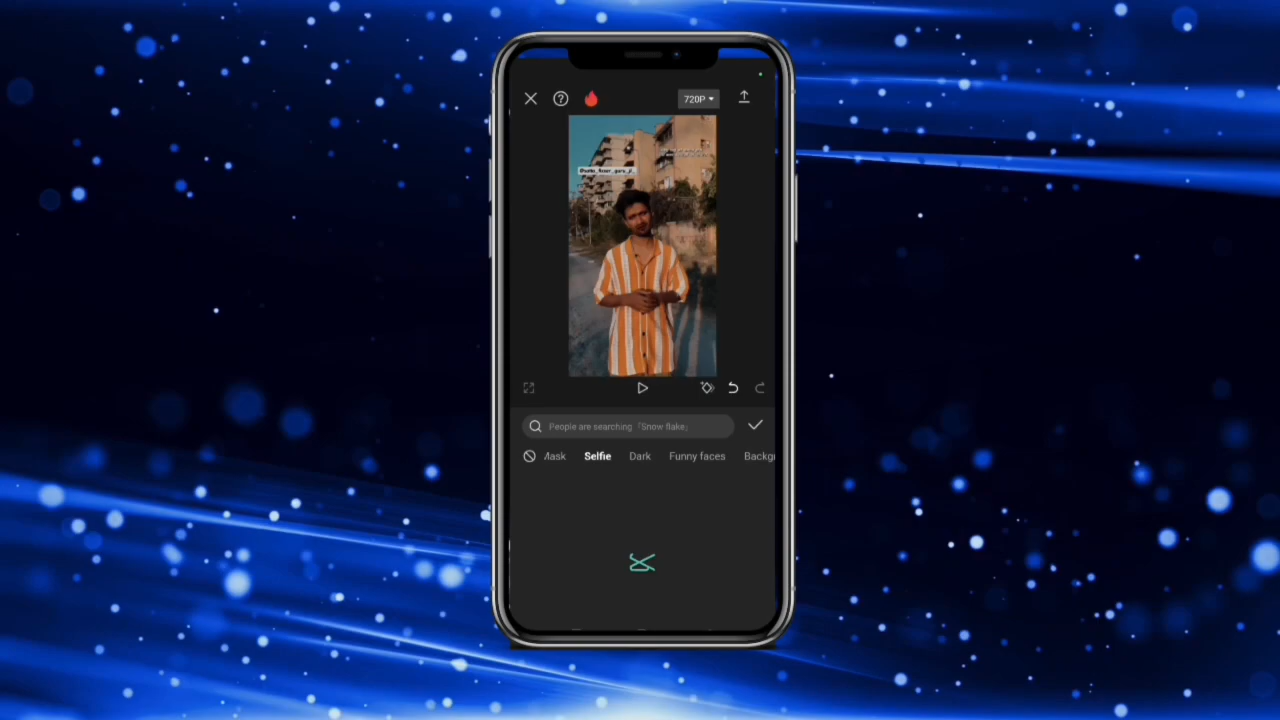 720P
People are searching 「Snow flake」
Mask
Selfie
Dark
Funny faces
Backgr